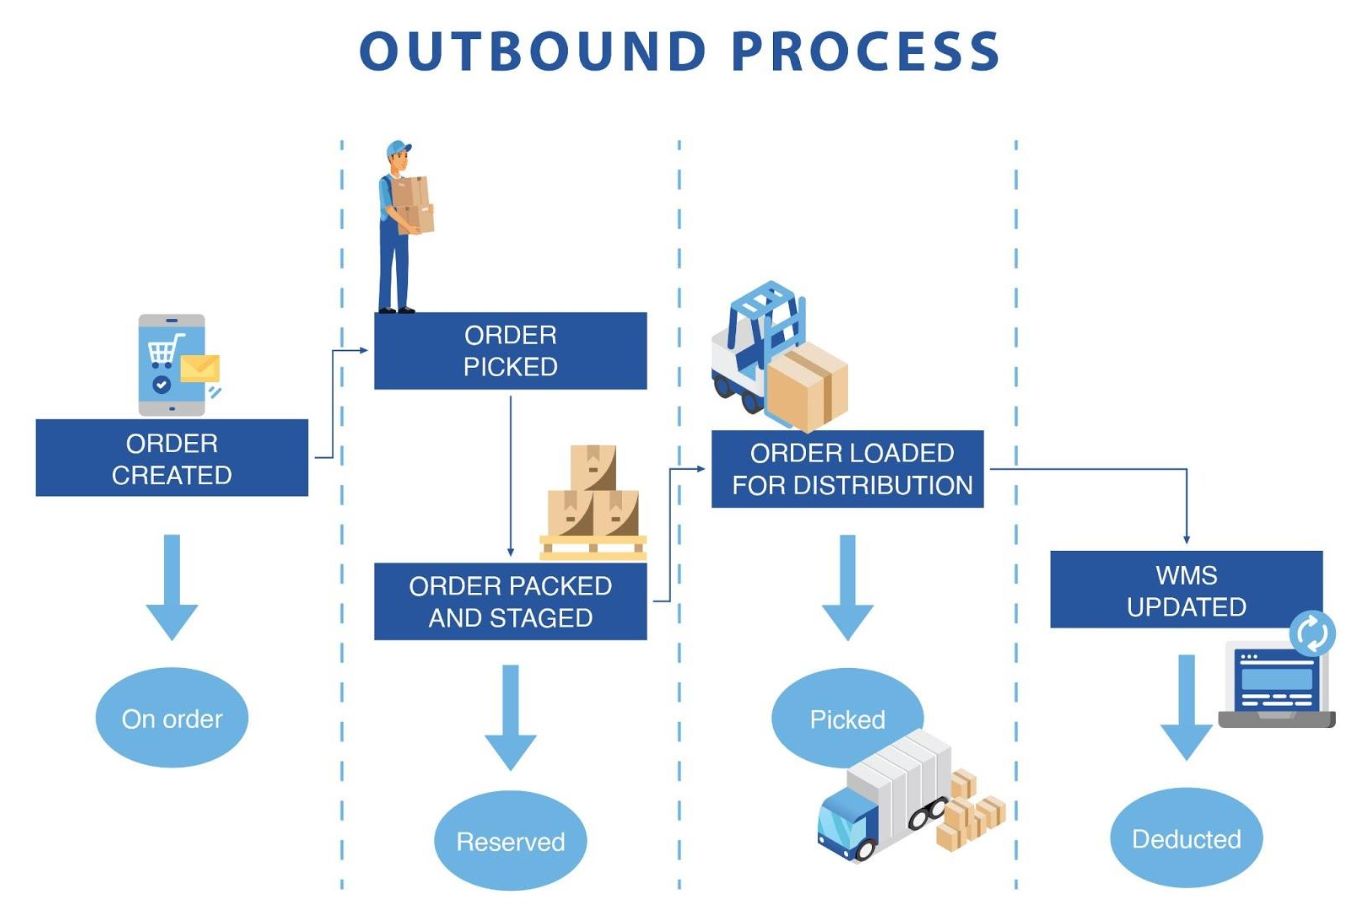 OUTBOUND PROCESS
ORDER
CREATED
On order
ORDER
PICKED
ORDER PACKED
AND STAGED
Reserved
ORDER LOADED
FOR DISTRIBUTION
Picked
WMS
UPDATED
Deducted